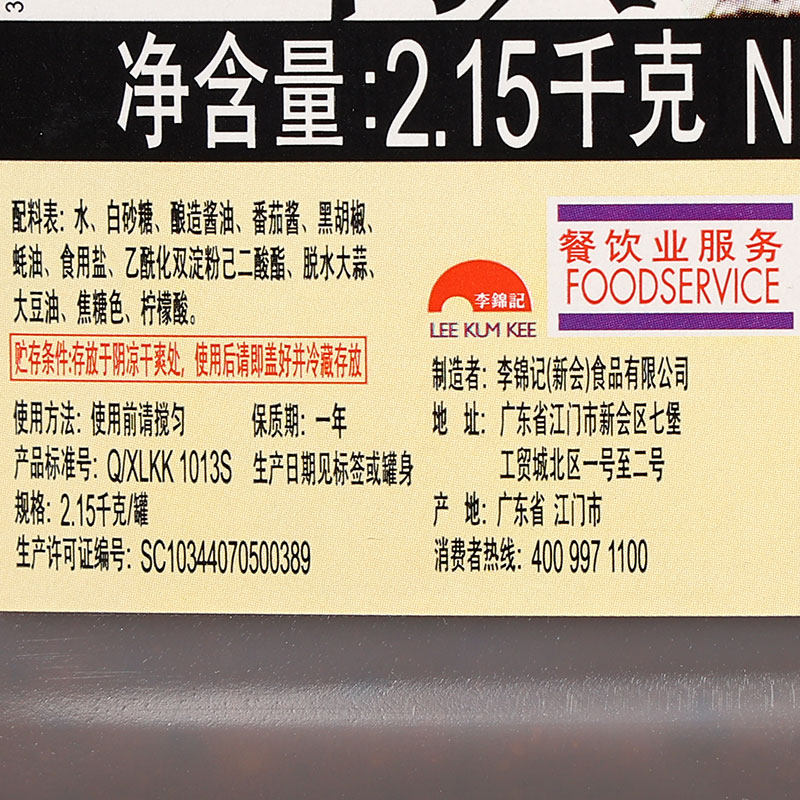 净含量:2.15千克 N
配料表: 水、白砂糖、酿造酱油、番茄酱、黑胡椒、
蚝油、食用盐、乙酰化双淀粉己二酸酯、脱水大蒜、
大豆油、焦糖色、柠檬酸。
贮存条件:存放于阴凉干爽处, 使用后请即盖好并冷藏存放
使用方法: 使用前请搅匀 保质期: 一年
产品标准号: Q/XLKK 1013S 生产日期见标签或罐身
规格: 2.15千克/罐
生产许可证编号: SC10344070500389
李錦記
LEE KUM KEE
餐饮业服务
FOODSERVICE
制造者: 李锦记(新会)食品有限公司
地 址: 广东省江门市新会区七堡
工贸城北区一号至二号
产 地: 广东省 江门市
消费者热线: 400 997 1100